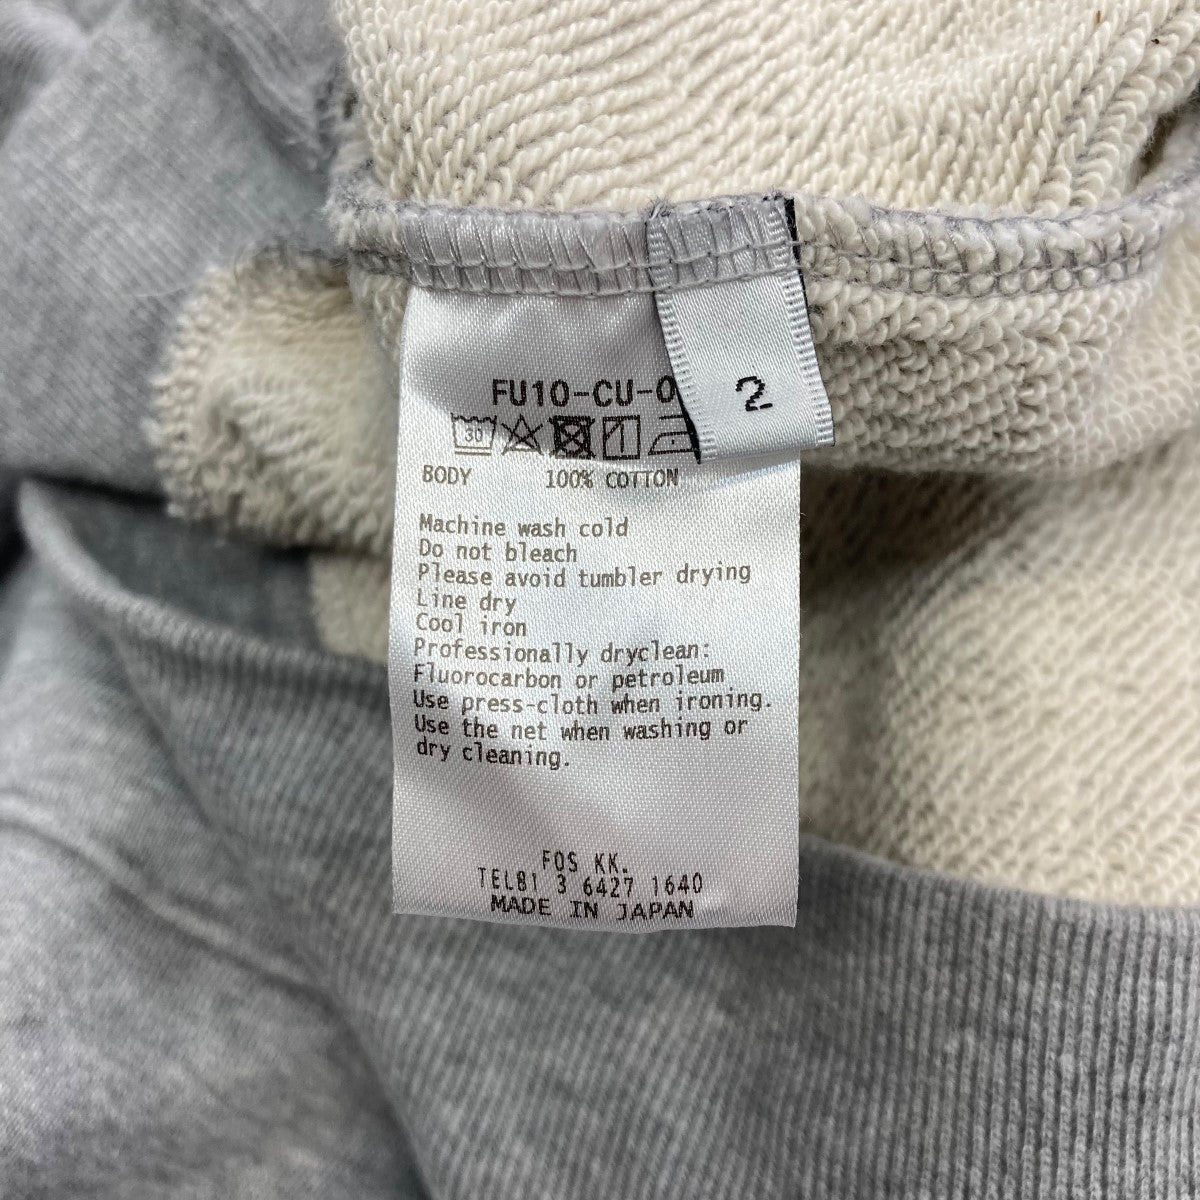 FU10-CU-0
2
30
BODY 100% COTTON
Machine wash cold
Do not bleach
Please avoid tumbler drying
Line dry
Cool iron
Professionally dryclean:
Fluorocarbon or petroleum
Use press-cloth when ironing.
Use the net when washing or
dry cleaning.
FOS KK.
TEL81 3 6427 1640
MADE IN JAPAN